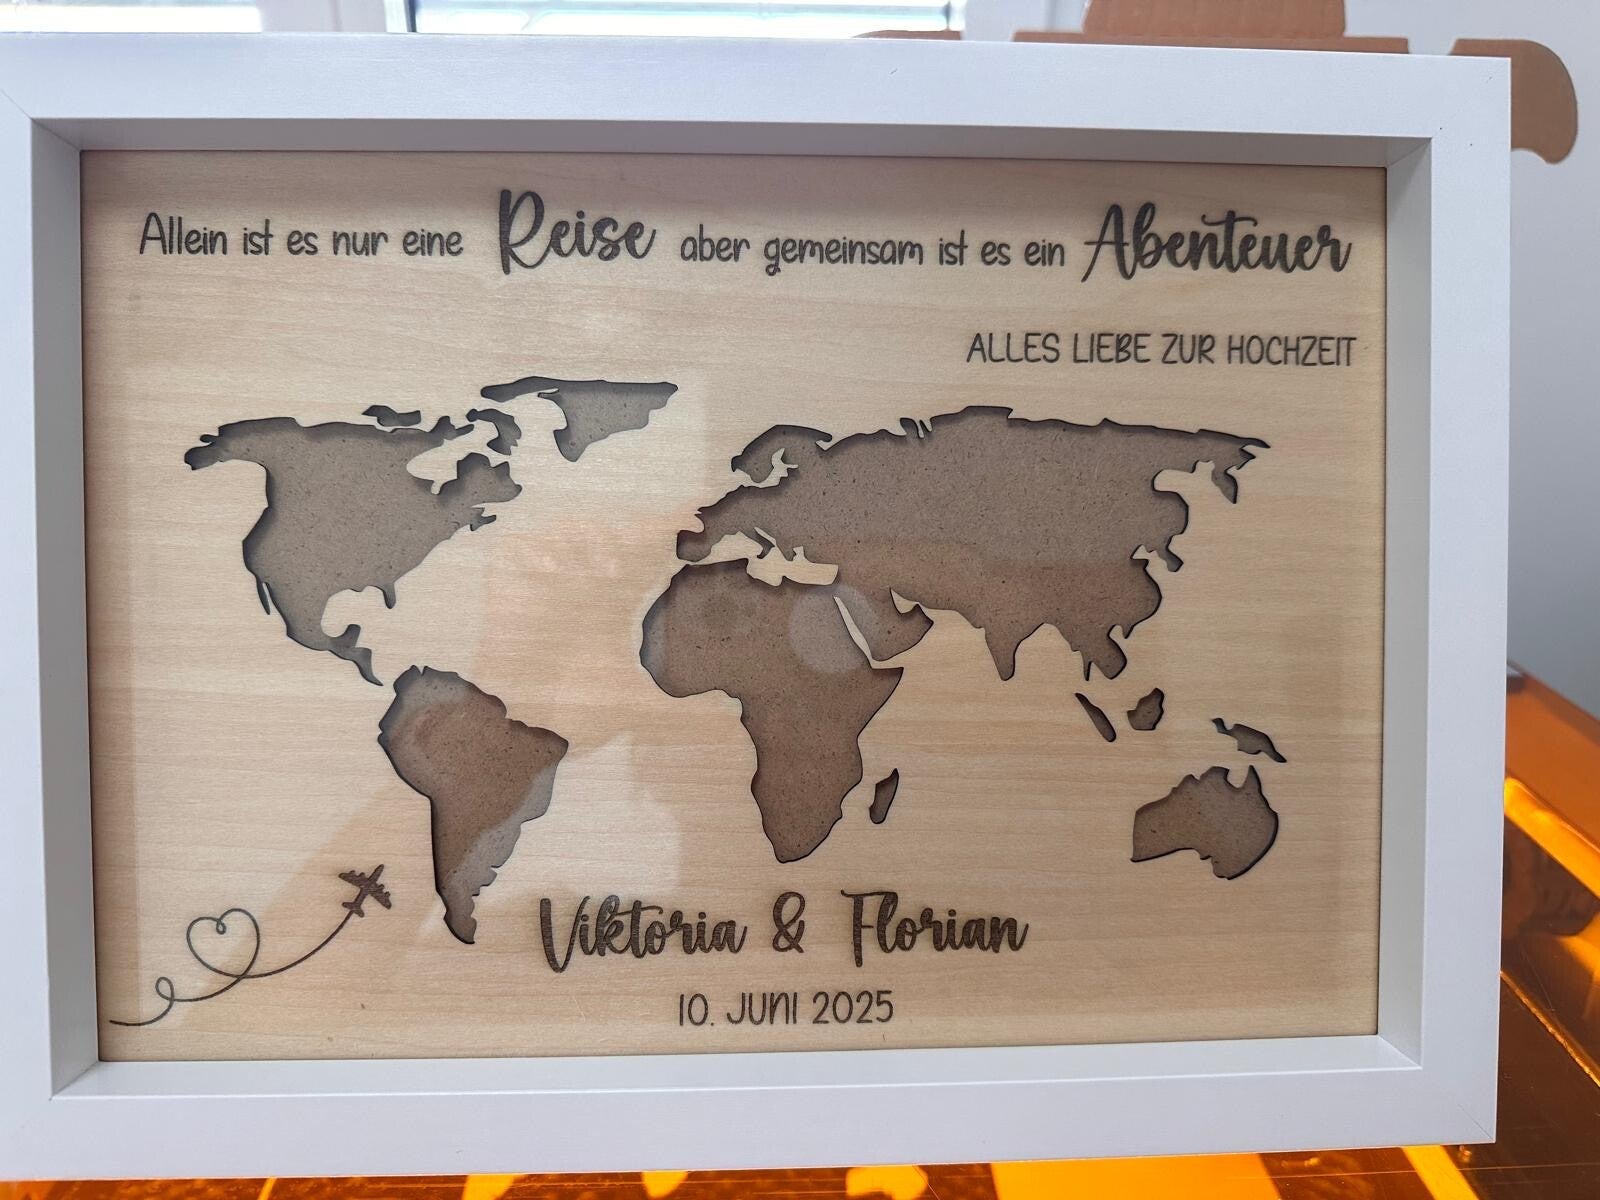 Allein ist es nur eine Reise aber gemeinsam ist es ein Abenteuer
ALLES LIEBE ZUR HOCHZEIT
Viktoria & Florian
10. JUNI 2025